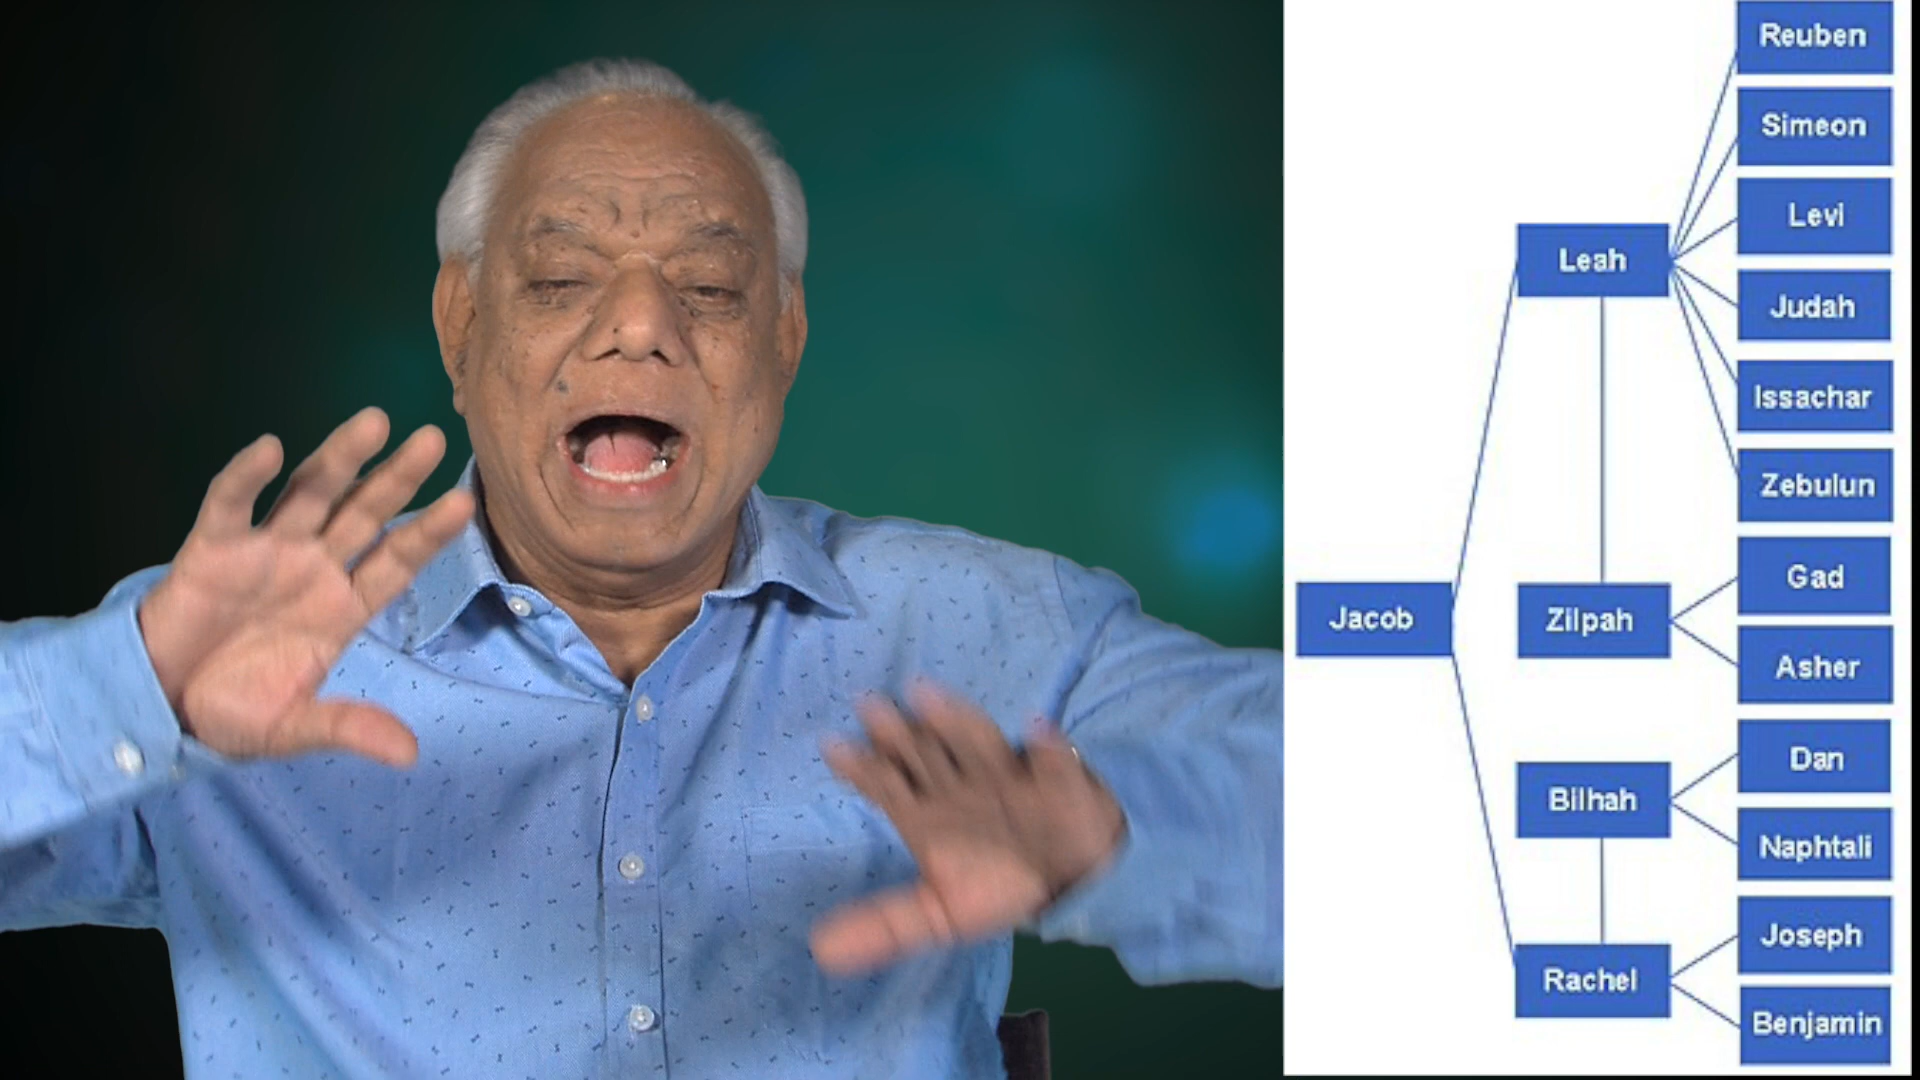 Reuben
Simeon
Levi
Leah
Judah
Issachar
Zebulun
Gad
Jacob
Zilpah
Asher
Dan
Bilhah
Naphtali
Joseph
Rachel
Benjamin